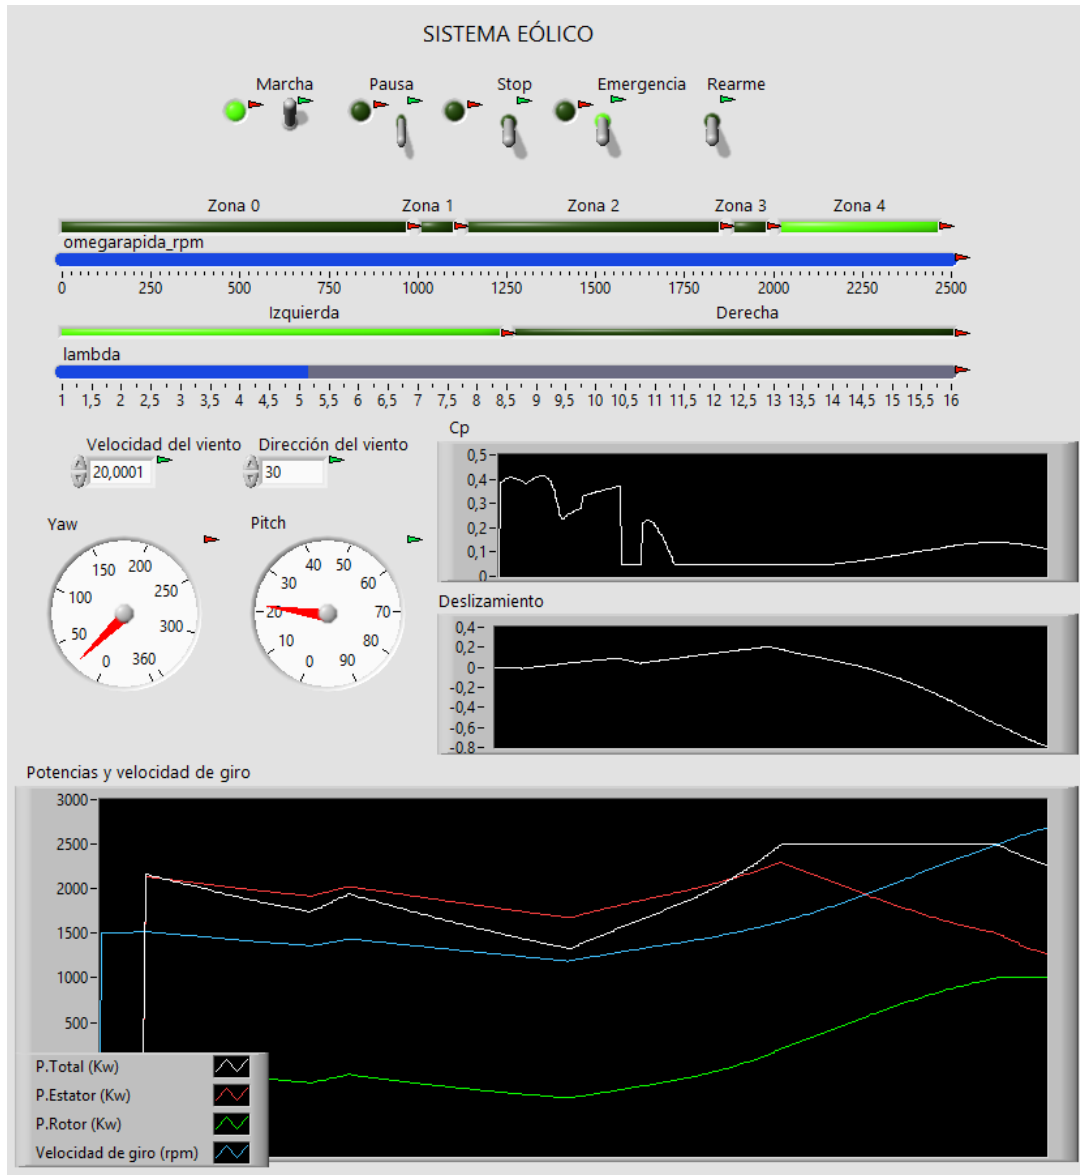 SISTEMA EÓLICO
Marcha Pausa Stop Emergencia Rearme
Zona 0 Zona 1 Zona 2 Zona 3 Zona 4
omegarapida_rpm
0 250 500 750 1000 1250 1500 1750 2000 2250 2500
Izquierda Derecha
lambda
1 1,5 2 2,5 3 3,5 4 4,5 5 5,5 6 6,5 7 7,5 8 8,5 9 9,5 10 10,5 11 11,5 12 12,5 13 13,5 14 14,5 15 15,5 16
Velocidad del viento Dirección del viento
20,0001 30
Yaw
0 50 100 150 200 250 300 360
Pitch
0 10 20 30 40 50 60 70 80 90
Cp
0,5
0,4
0,3
0,2
0,1
0
Deslizamiento
0,4
0,2
0
-0,2
-0,4
-0,6
-0.8
Potencias y velocidad de giro
3000
2500
2000
1500
1000
500
P.Total (Kw)
P.Estator (Kw)
P.Rotor (Kw)
Velocidad de giro (rpm)